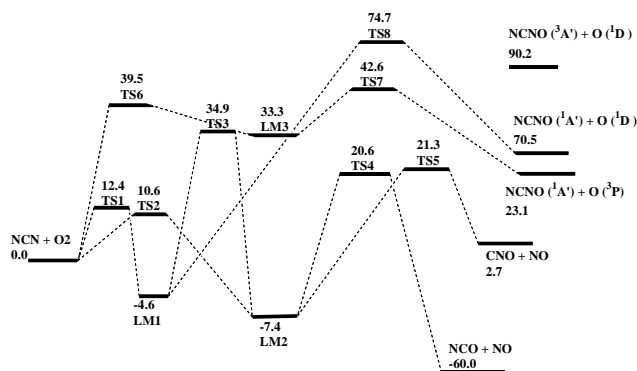 74.7
TS8
NCNO (³A') + O (¹D)
90.2
39.5
TS6
42.6
TS7
34.9
TS3
33.3
LM3
NCNO (¹A') + O (¹D)
70.5
20.6
TS4
21.3
TS5
12.4
TS1
10.6
TS2
NCNO (¹A') + O (³P)
23.1
NCN + O2
0.0
CNO + NO
2.7
-4.6
LM1
-7.4
LM2
NCO + NO
-60.0